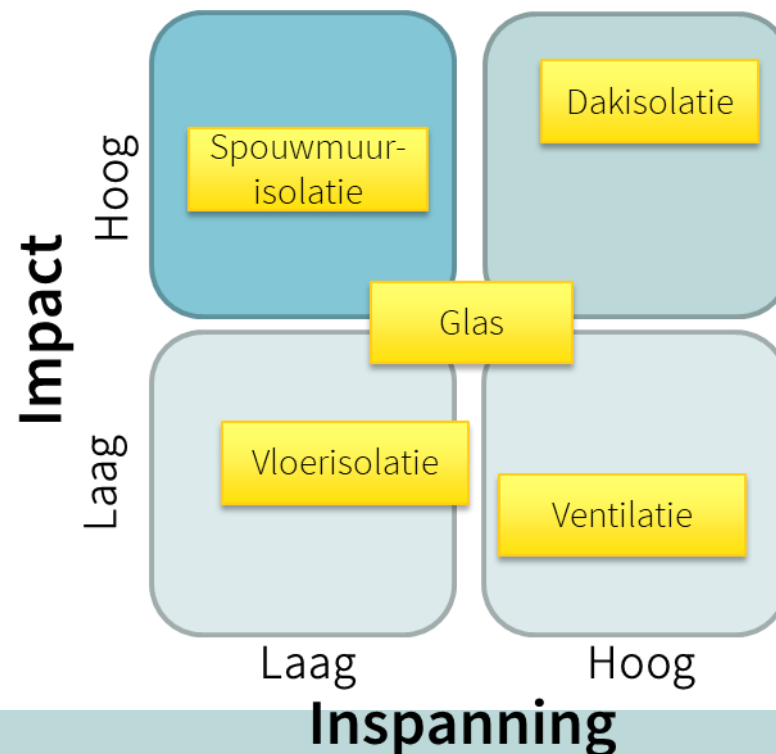 Impact
Hoog
Laag
Dakisolatie
Spouwmuur-
isolatie
Glas
Vloerisolatie
Ventilatie
Laag
Hoog
Inspanning